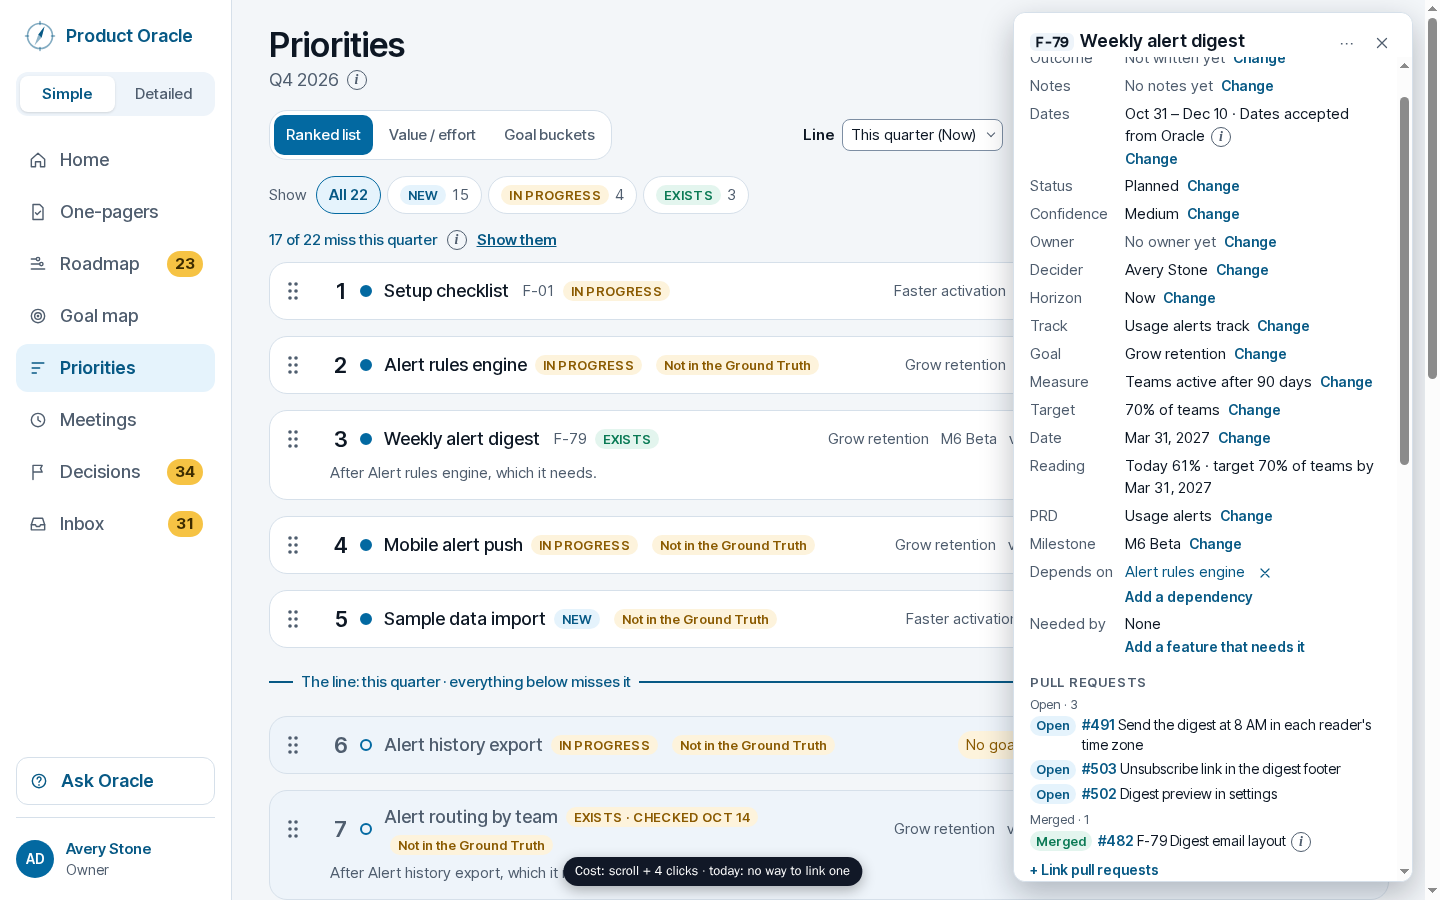 Product Oracle
Simple
Detailed
Home
One-pagers
Roadmap 23
Goal map
Priorities
Meetings
Decisions 34
Inbox 31
Ask Oracle
AD
Avery Stone
Owner
Priorities
Q4 2026 i
Ranked list
Value / effort
Goal buckets
Line This quarter (Now)
Show All 22 NEW 15 IN PROGRESS 4 EXISTS 3
17 of 22 miss this quarter i Show them
1 Setup checklist F-01 IN PROGRESS Faster activation
2 Alert rules engine IN PROGRESS Not in the Ground Truth Grow retention
3 Weekly alert digest F-79 EXISTS Grow retention M6 Beta v
After Alert rules engine, which it needs.
4 Mobile alert push IN PROGRESS Not in the Ground Truth Grow retention v
5 Sample data import NEW Not in the Ground Truth Faster activation
The line: this quarter · everything below misses it
6 Alert history export IN PROGRESS Not in the Ground Truth No goa
7 Alert routing by team EXISTS · CHECKED OCT 14 Grow retention v
Not in the Ground Truth
After Alert history export, which it
Cost: scroll + 4 clicks · today: no way to link one
F-79 Weekly alert digest ...
Outcome Not written yet Change
Notes No notes yet Change
Dates Oct 31 – Dec 10 · Dates accepted
from Oracle i
Change
Status Planned Change
Confidence Medium Change
Owner No owner yet Change
Decider Avery Stone Change
Horizon Now Change
Track Usage alerts track Change
Goal Grow retention Change
Measure Teams active after 90 days Change
Target 70% of teams Change
Date Mar 31, 2027 Change
Reading Today 61% · target 70% of teams by
Mar 31, 2027
PRD Usage alerts Change
Milestone M6 Beta Change
Depends on Alert rules engine ×
Add a dependency
Needed by None
Add a feature that needs it
PULL REQUESTS
Open · 3
Open #491 Send the digest at 8 AM in each reader's
time zone
Open #503 Unsubscribe link in the digest footer
Open #502 Digest preview in settings
Merged · 1
Merged #482 F-79 Digest email layout i
+ Link pull requests